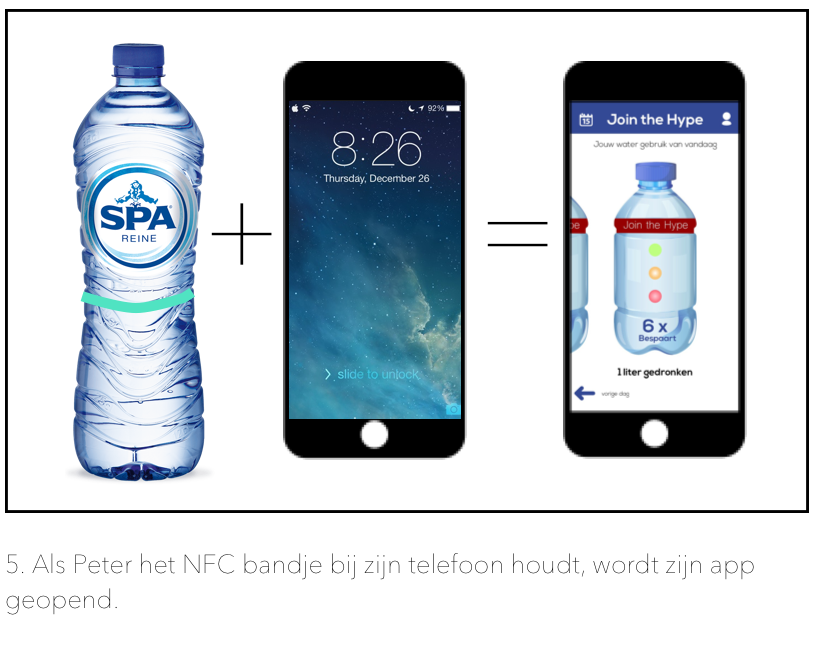 SPA®
REINE
92%
8:26
Thursday, December 26
> slide to unlock
15
Join the Hype
Jouw water gebruik van vandaag
pe
Join the Hype
6 x
Bespaart
1 liter gedronken
vorige dag
5. Als Peter het NFC bandje bij zijn telefoon houdt, wordt zijn app
geopend.